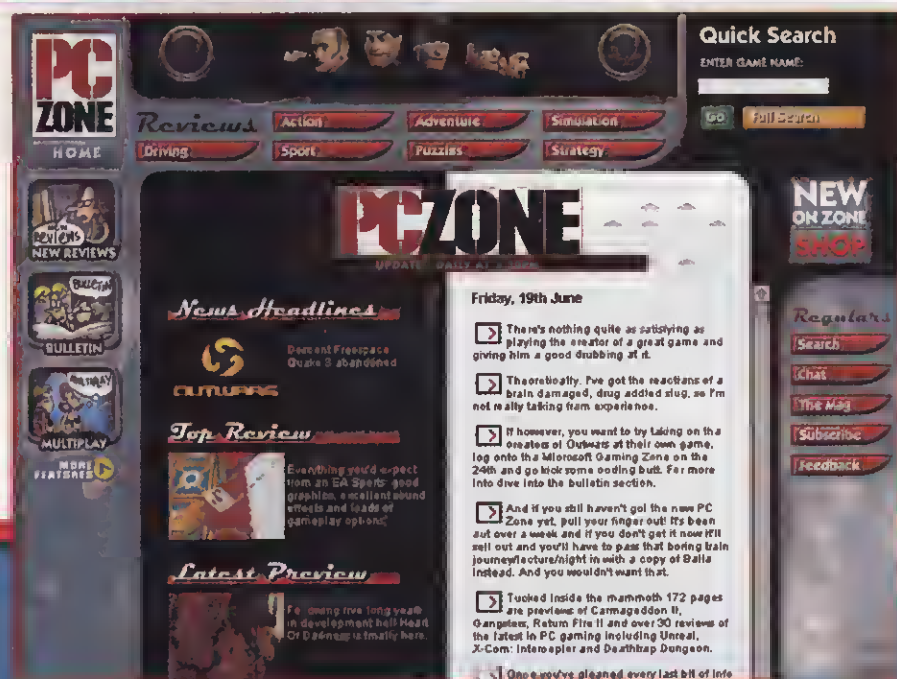 PC
ZONE
HOME
Reviews
Action
Adventure
Simulation
Driving
Sport
Puzzles
Strategy
Quick Search
ENTER GAME NAME:
Go
Full Search
Reviews
NEW REVIEWS
BULLETIN
BULLETIN
MULTIPLAY
MULTIPLAY
MORE
FEATURES
PCZONE
UPDATED DAILY AT
News Headlines
OUTWARS
Descent Freespace
Quake 3 abandoned
Top Review
Everything you'd expect
from an EA Sports: good
graphics, excellent sound
effects and loads of
gameplay options'
Latest Preview
long years
in development hell Heart
Of Darkness is finally here.
Friday, 19th June
There's nothing quite as satisfying as
playing the creator of a great game and
giving him a good drubbing at it.
Theoretically. I've got the reactions of a
brain damaged, drug addled slug, so I'm
not really talking from experience.
If however, you want to try taking on the
creators of Outwars at their own game,
log onto the Microsoft Gaming Zone on the
24th and go kick some coding butt. For more
info dive into the bulletin section.
And if you still haven't got the new PC
Zone yet, pull your finger out! It's been
out over a week and if you don't get it now it'll
sell out and you'll have to pass that boring train
journey/lecture/night in with a copy of Balla
instead. And you wouldn't want that.
Tucked inside the mammoth 172 pages
are previews of Carmageddon II,
Gangsters, Return Fire II and over 30 reviews of
the latest in PC gaming including Unreal,
X-Com: Interceptor and Deathtrap Dungeon.
Once you've gleaned every last bit of info
NEW
ON ZONE
SHOP
Regulars
Search
Chat
The Mag
Subscribe
Feedback